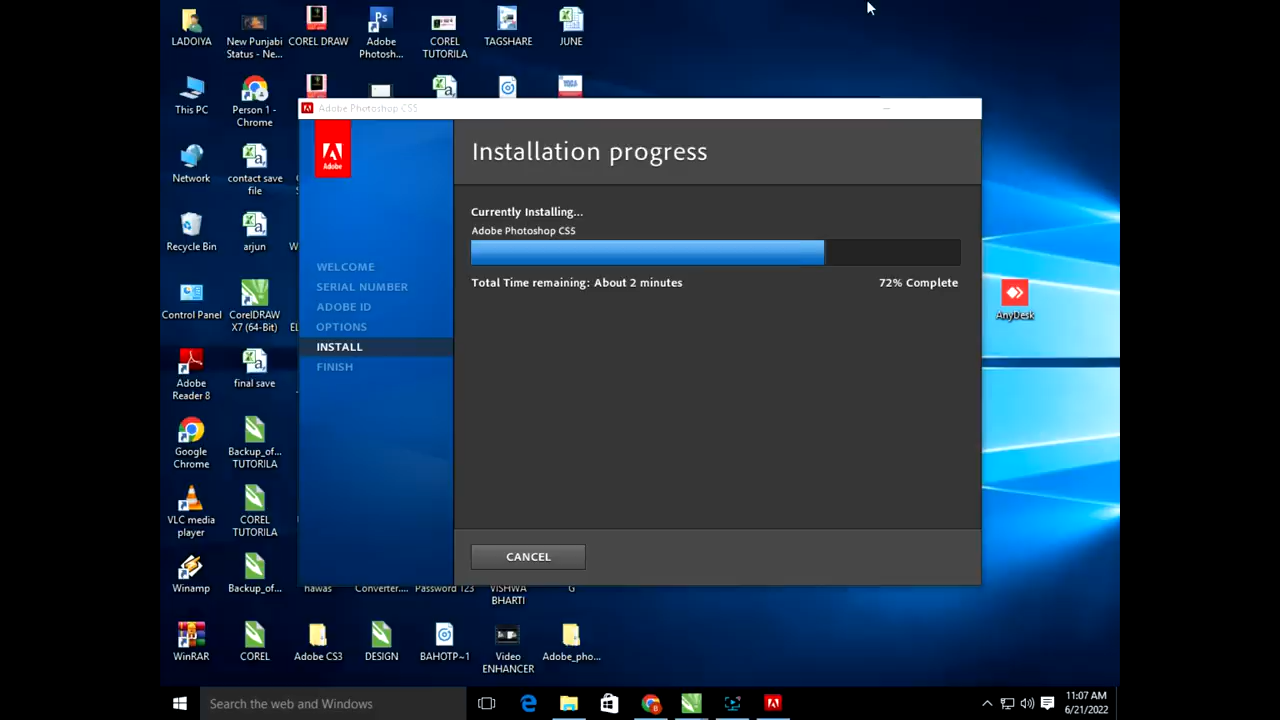 LADOIYA
New Punjabi
Status - Ne...
COREL DRAW
Ps
Adobe
Photosh...
COREL
TUTORILA
TAGSHARE
JUNE
This PC
Person 1 -
Chrome
Network
contact save
file
Recycle Bin
arjun
Control Panel
CorelDRAW
X7 (64-Bit)
Adobe
Reader 8
final save
Google
Chrome
Backup_of...
TUTORILA
VLC media
player
COREL
TUTORILA
Winamp
Backup_of...
nawas
Converter....
Password 123
VISHWA
BHARTI
G
WinRAR
COREL
Adobe CS3
DESIGN
BAHOTP~1
Video
ENHANCER
Adobe_pho...
AnyDesk
Adobe Photoshop CS5
Adobe
WELCOME
SERIAL NUMBER
ADOBE ID
OPTIONS
INSTALL
FINISH
Installation progress
Currently Installing...
Adobe Photoshop CS5
Total Time remaining: About 2 minutes
72% Complete
CANCEL
Search the web and Windows
11:07 AM
6/21/2022